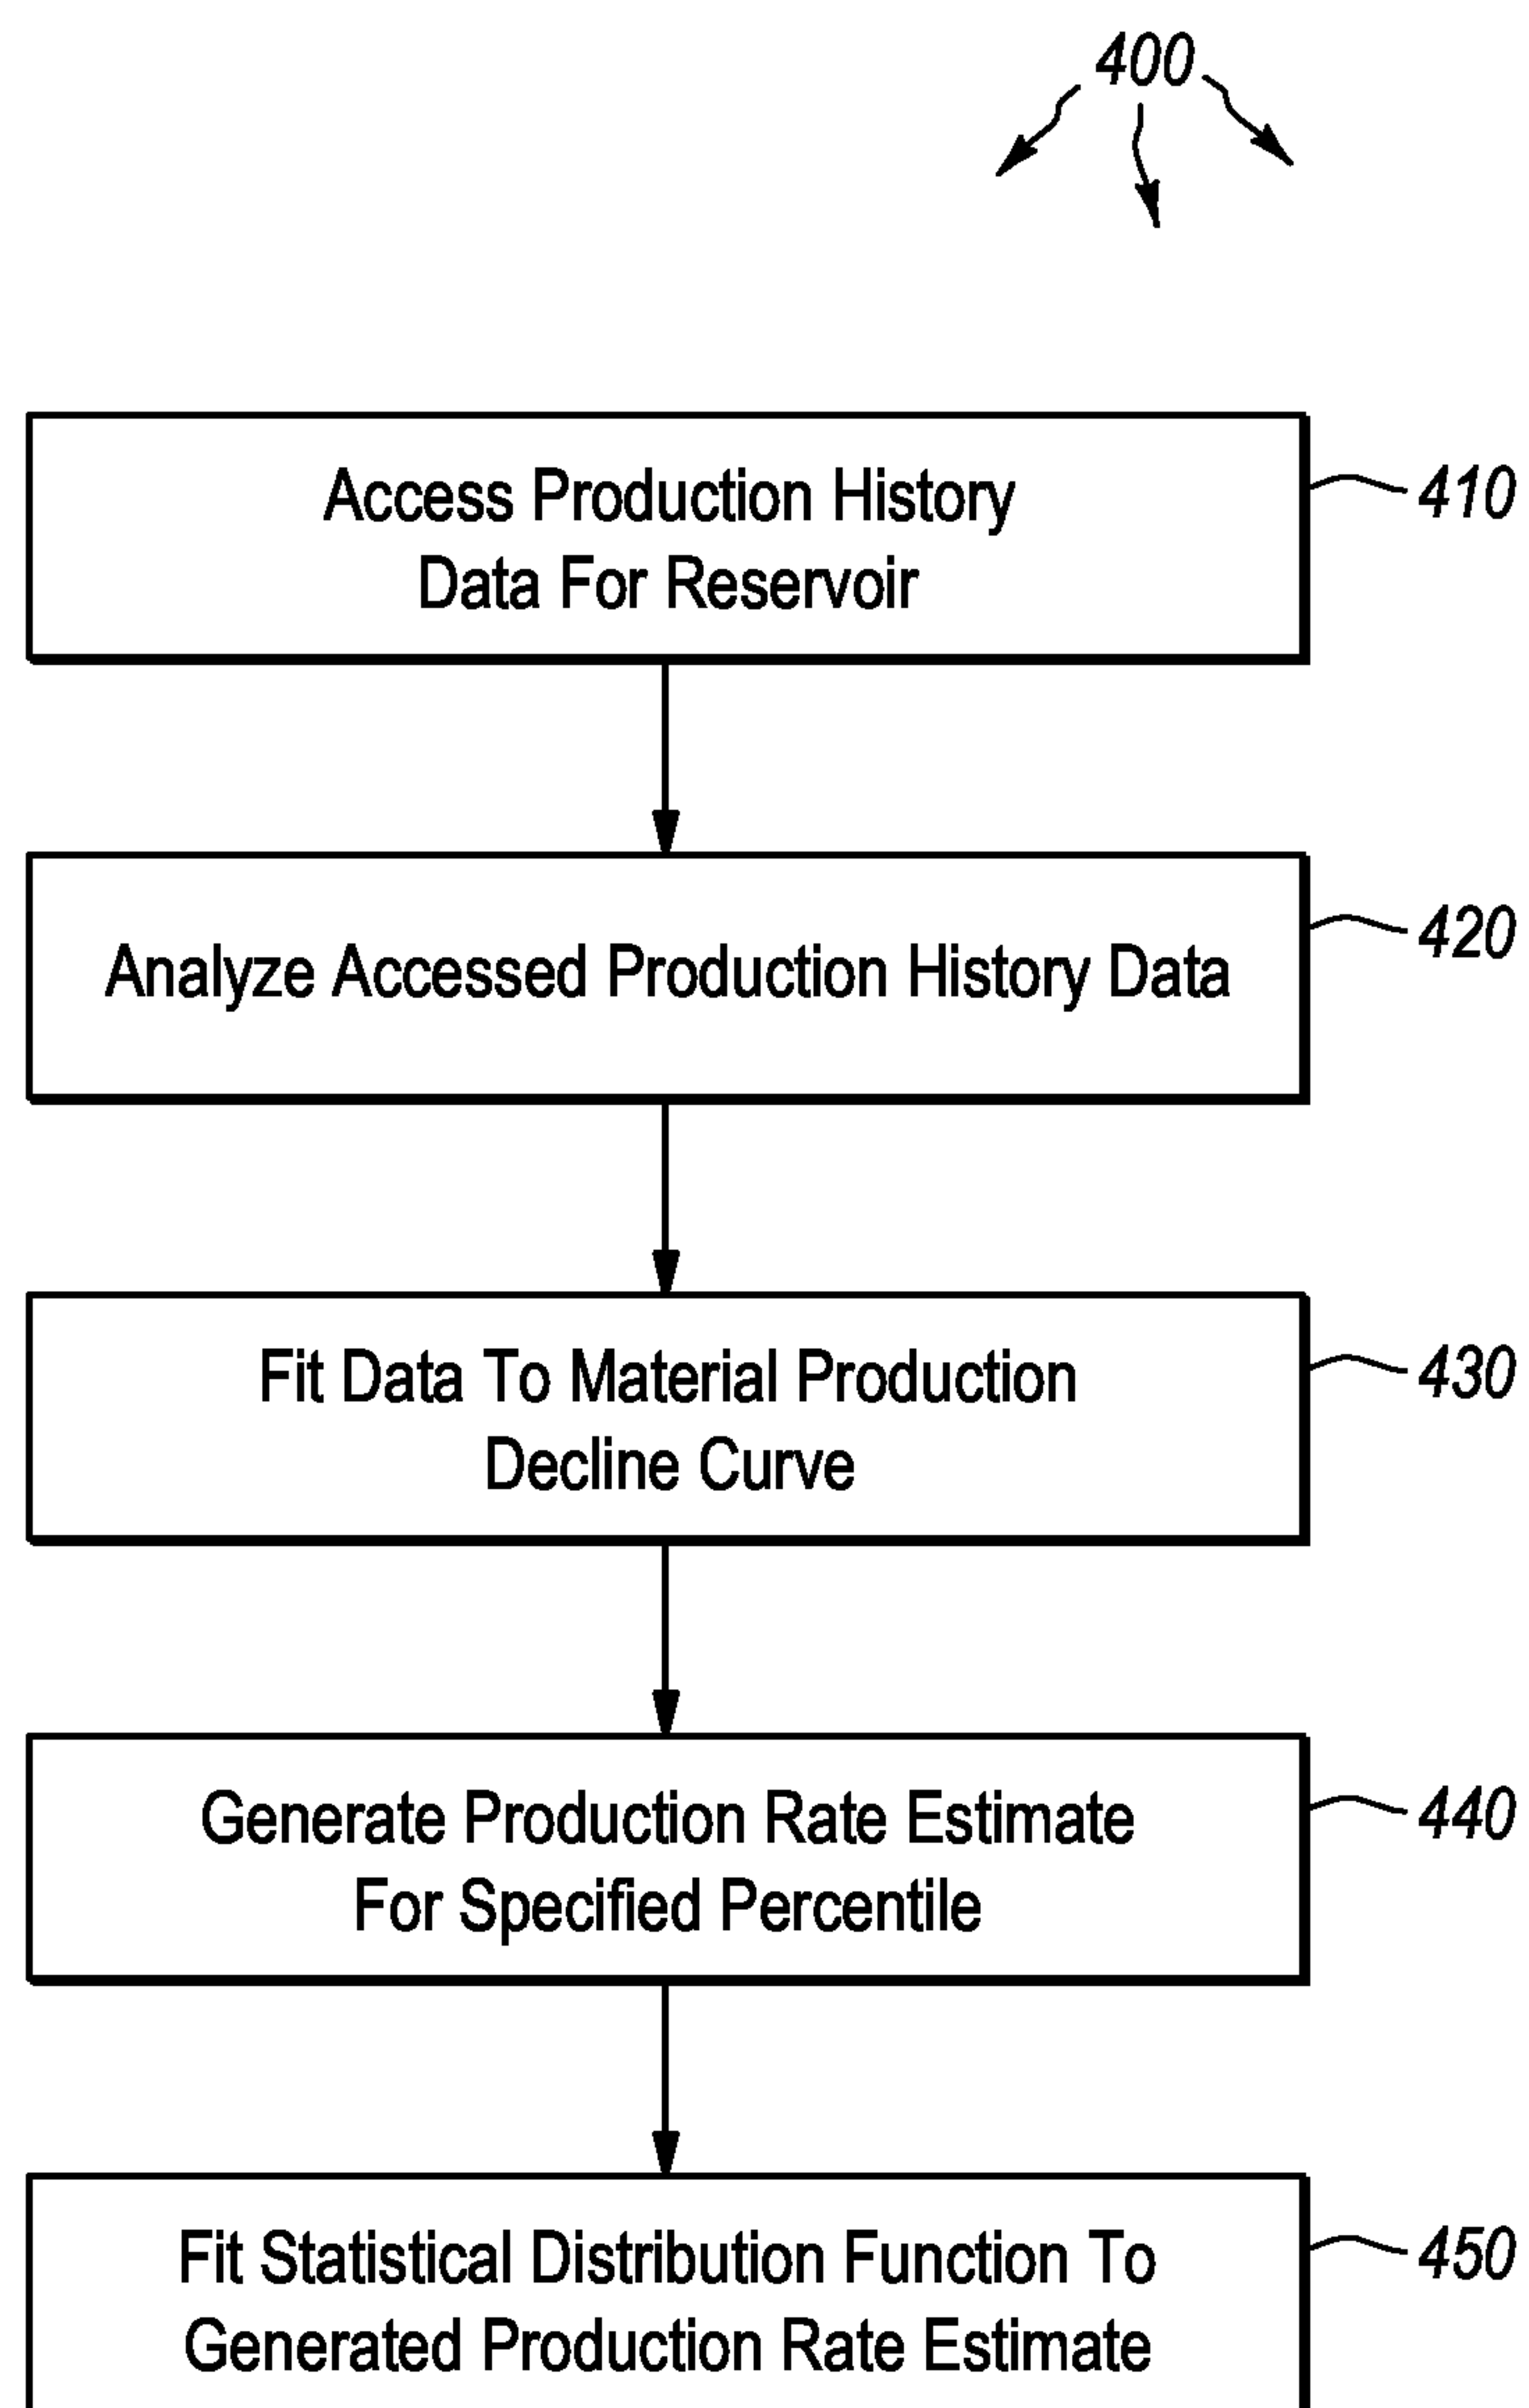 400
Access Production History
Data For Reservoir
410
Analyze Accessed Production History Data
420
Fit Data To Material Production
Decline Curve
430
Generate Production Rate Estimate
For Specified Percentile
440
Fit Statistical Distribution Function To
Generated Production Rate Estimate
450